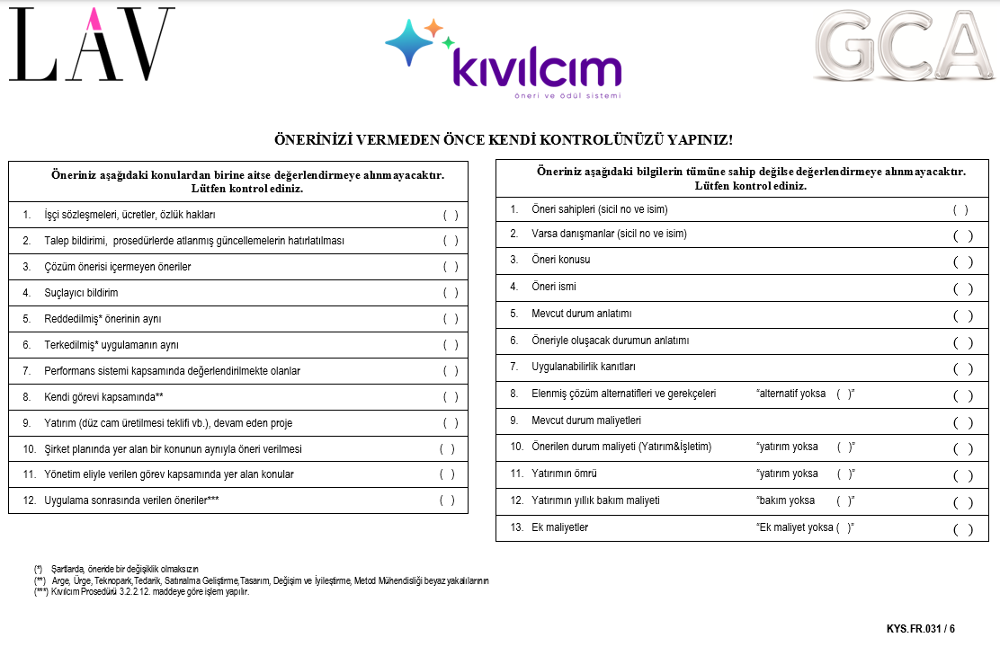 LAV
kıvılcım
öneri ve ödül sistemi
GCA
ÖNERİNİZİ VERMEDEN ÖNCE KENDİ KONTROLÜNÜZÜ YAPINIZ!
Öneriniz aşağıdaki konulardan birine aitse değerlendirmeye alınmayacaktır.
Lütfen kontrol ediniz.
1. İşçi sözleşmeleri, ücretler, özlük hakları ( )
2. Talep bildirimi, prosedürlerde atlanmış güncellemelerin hatırlatılması ( )
3. Çözüm önerisi içermeyen öneriler ( )
4. Suçlayıcı bildirim ( )
5. Reddedilmiş* önerinin aynı ( )
6. Terkedilmiş* uygulamanın aynı ( )
7. Performans sistemi kapsamında değerlendirilmekte olanlar ( )
8. Kendi görevi kapsamında** ( )
9. Yatırım (düz cam üretilmesi teklifi vb.), devam eden proje ( )
10. Şirket planında yer alan bir konunun aynıyla öneri verilmesi ( )
11. Yönetim eliyle verilen görev kapsamında yer alan konular ( )
12. Uygulama sonrasında verilen öneriler*** ( )
Öneriniz aşağıdaki bilgilerin tümüne sahip değilse değerlendirmeye alınmayacaktır.
Lütfen kontrol ediniz.
1. Öneri sahipleri (sicil no ve isim) ( )
2. Varsa danışmanlar (sicil no ve isim) ( )
3. Öneri konusu ( )
4. Öneri ismi ( )
5. Mevcut durum anlatımı ( )
6. Öneriyle oluşacak durumun anlatımı ( )
7. Uygulanabilirlik kanıtları ( )
8. Elenmiş çözüm alternatifleri ve gerekçeleri “alternatif yoksa ( )” ( )
9. Mevcut durum maliyetleri ( )
10. Önerilen durum maliyeti (Yatırım&İşletim) “yatırım yoksa ( )” ( )
11. Yatırımın ömrü “yatırım yoksa ( )” ( )
12. Yatırımın yıllık bakım maliyeti “bakım yoksa ( )” ( )
13. Ek maliyetler “Ek maliyet yoksa ( )” ( )
(*) Şartlarda, öneride bir değişiklik olmaksızın
(**) Arge, Ürge, Teknopark,Tedarik, Satınalma Geliştirme,Tasarım, Değişim ve İyileştirme, Metod Mühendisliği beyaz yakalılarının
(***) Kıvılcım Prosedürü 3.2.2.12. maddeye göre işlem yapılır.
KYS.FR.031 / 6